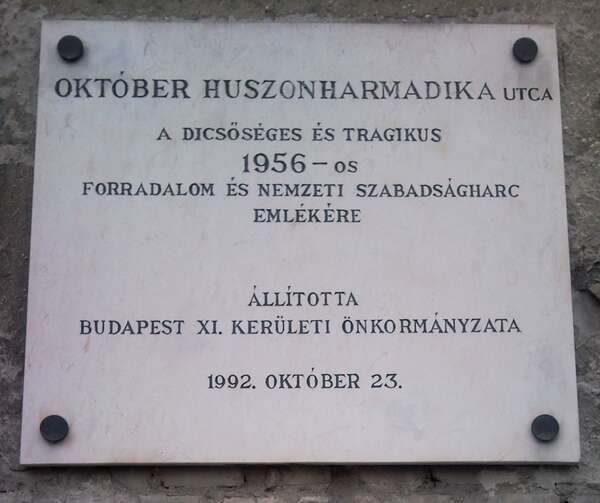 OKTÓBER HUSZONHARMADIKA UTCA
A DICSŐSÉGES ÉS TRAGIKUS
1956 - OS
FORRADALOM ÉS NEMZETI SZABADSÁGHARC
EMLÉKÉRE
ÁLLÍTOTTA
BUDAPEST XI. KERÜLETI ÖNKORMÁNYZATA
1992. OKTÓBER 23.